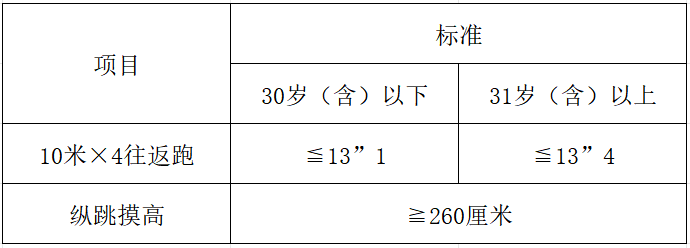 项目
标准
30岁（含）以下
31岁（含）以上
10米×4往返跑
≦13”1
≦13”4
纵跳摸高
≧260厘米